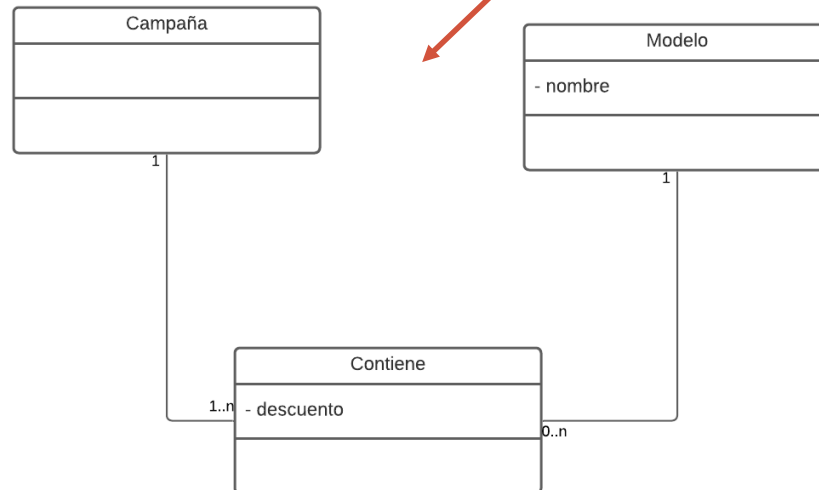 Campaña
Modelo
- nombre
1
1
Contiene
1..n
- descuento
0..n